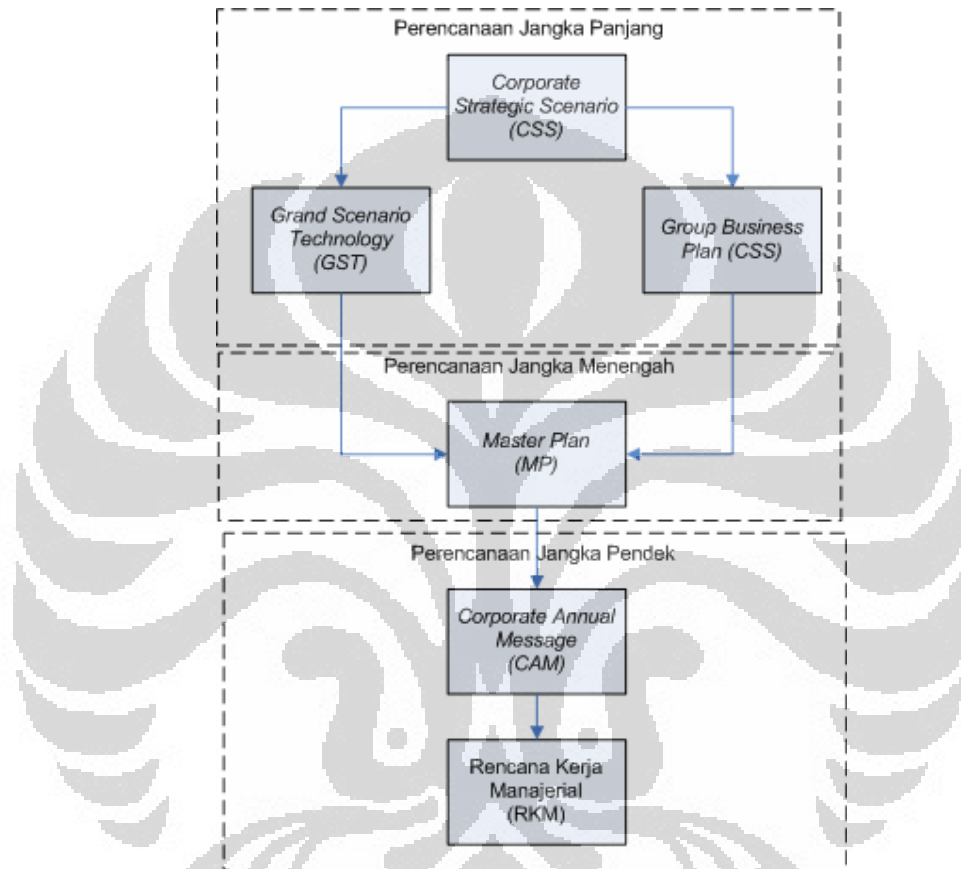 Perencanaan Jangka Panjang
Corporate
Strategic Scenario
(CSS)
Grand Scenario
Technology
(GST)
Group Business
Plan (CSS)
Perencanaan Jangka Menengah
Master Plan
(MP)
Perencanaan Jangka Pendek
Corporate Annual
Message
(CAM)
Rencana Kerja
Manajerial
(RKM)